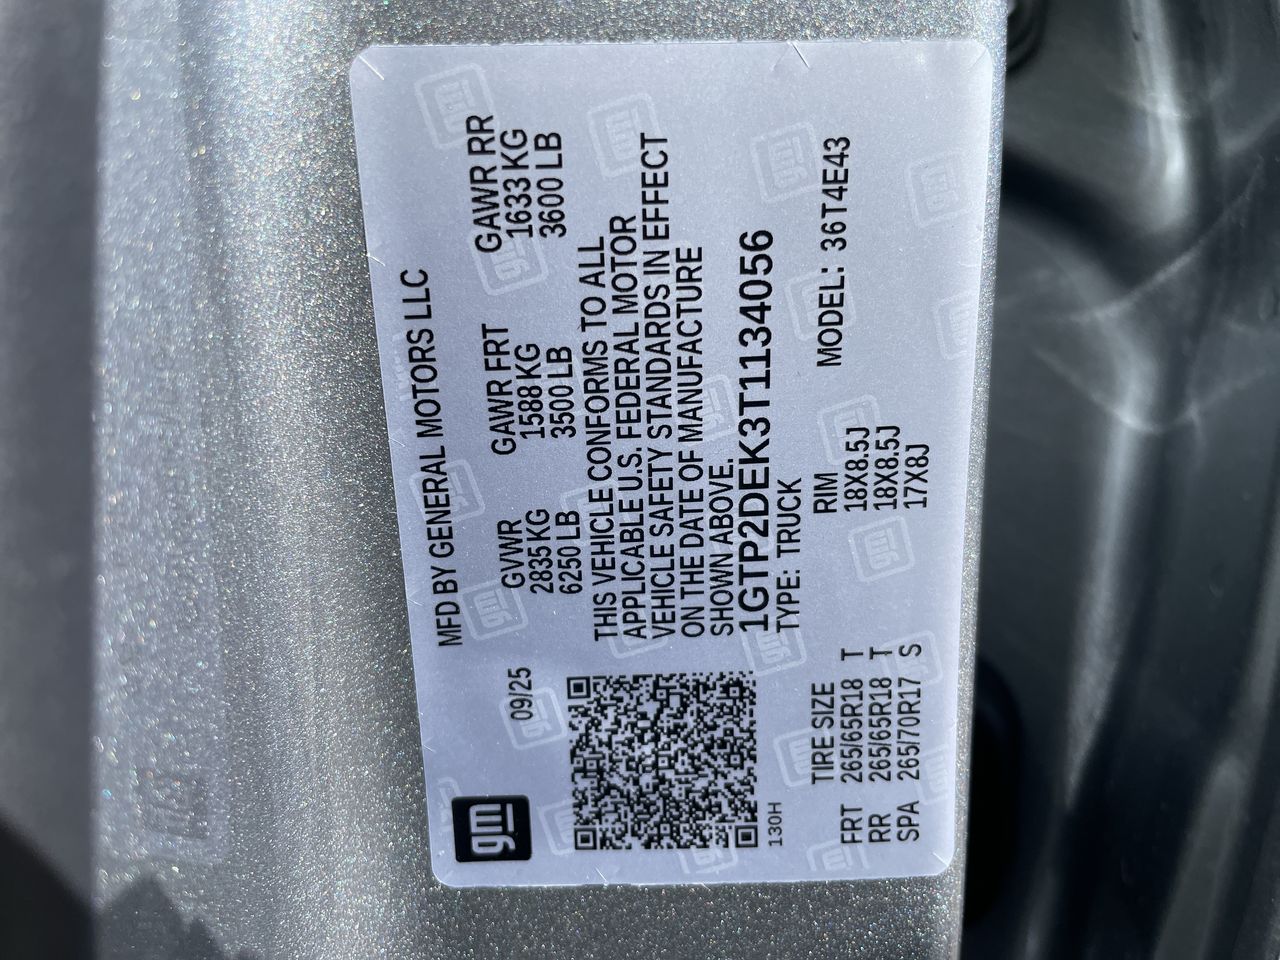 gm
MFD BY GENERAL MOTORS LLC
09/25
GVWR GAWR FRT GAWR RR
2835 KG 1588 KG 1633 KG
6250 LB 3500 LB 3600 LB
THIS VEHICLE CONFORMS TO ALL
APPLICABLE U.S. FEDERAL MOTOR
VEHICLE SAFETY STANDARDS IN EFFECT
ON THE DATE OF MANUFACTURE
SHOWN ABOVE.
1GTP2DEK3T1134056
TYPE: TRUCK
130H
TIRE SIZE RIM MODEL: 36T4E43
FRT 265/65R18 T 18X8.5J
RR 265/65R18 T 18X8.5J
SPA 265/70R17 S 17X8J